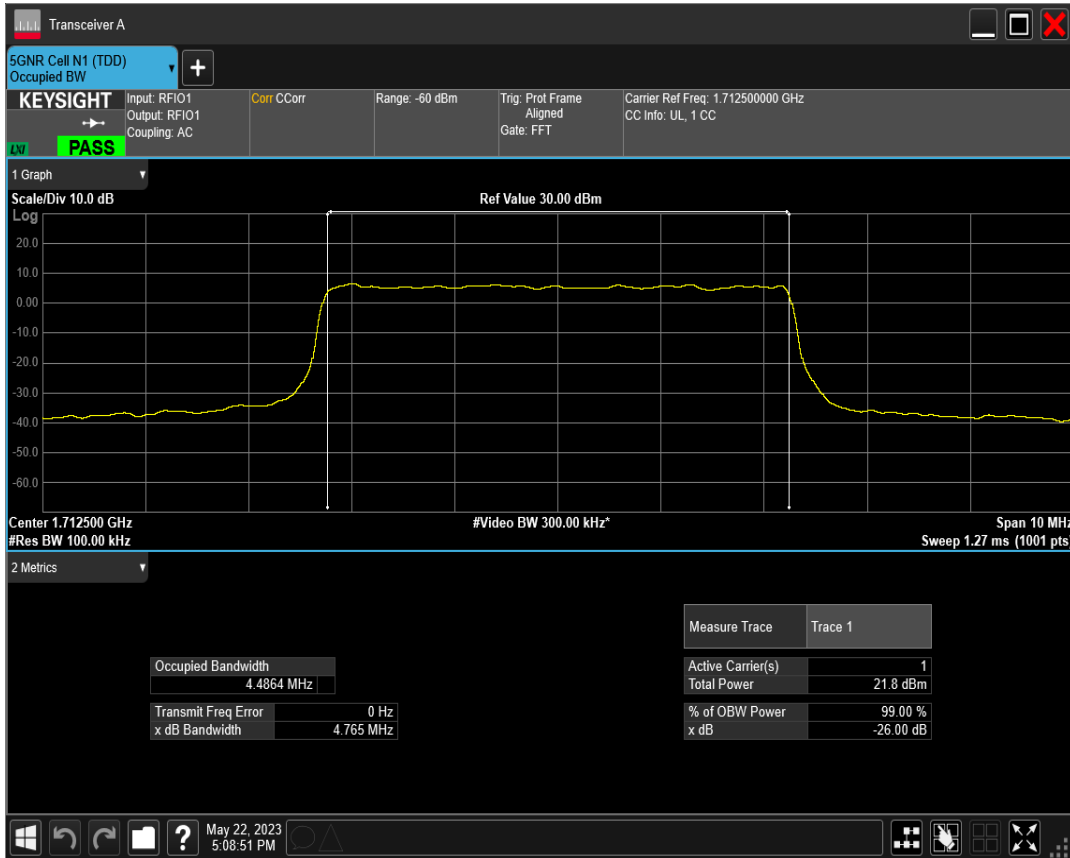 Transceiver A
5GNR Cell N1 (TDD)
Occupied BW
+
KEYSIGHT
LXI
PASS
Input: RFIO1
Output: RFIO1
Coupling: AC
Corr CCorr
Range: -60 dBm
Trig: Prot Frame
Aligned
Gate: FFT
Carrier Ref Freq: 1.712500000 GHz
CC Info: UL, 1 CC
1 Graph
Scale/Div 10.0 dB
Ref Value 30.00 dBm
Log
20.0
10.0
0.00
-10.0
-20.0
-30.0
-40.0
-50.0
-60.0
Center 1.712500 GHz
#Video BW 300.00 kHz*
Span 10 MHz
#Res BW 100.00 kHz
Sweep 1.27 ms (1001 pts)
2 Metrics
Measure Trace Trace 1
Occupied Bandwidth
4.4864 MHz
Active Carrier(s) 1
Total Power 21.8 dBm
Transmit Freq Error 0 Hz
x dB Bandwidth 4.765 MHz
% of OBW Power 99.00 %
x dB -26.00 dB
?
May 22, 2023
5:08:51 PM